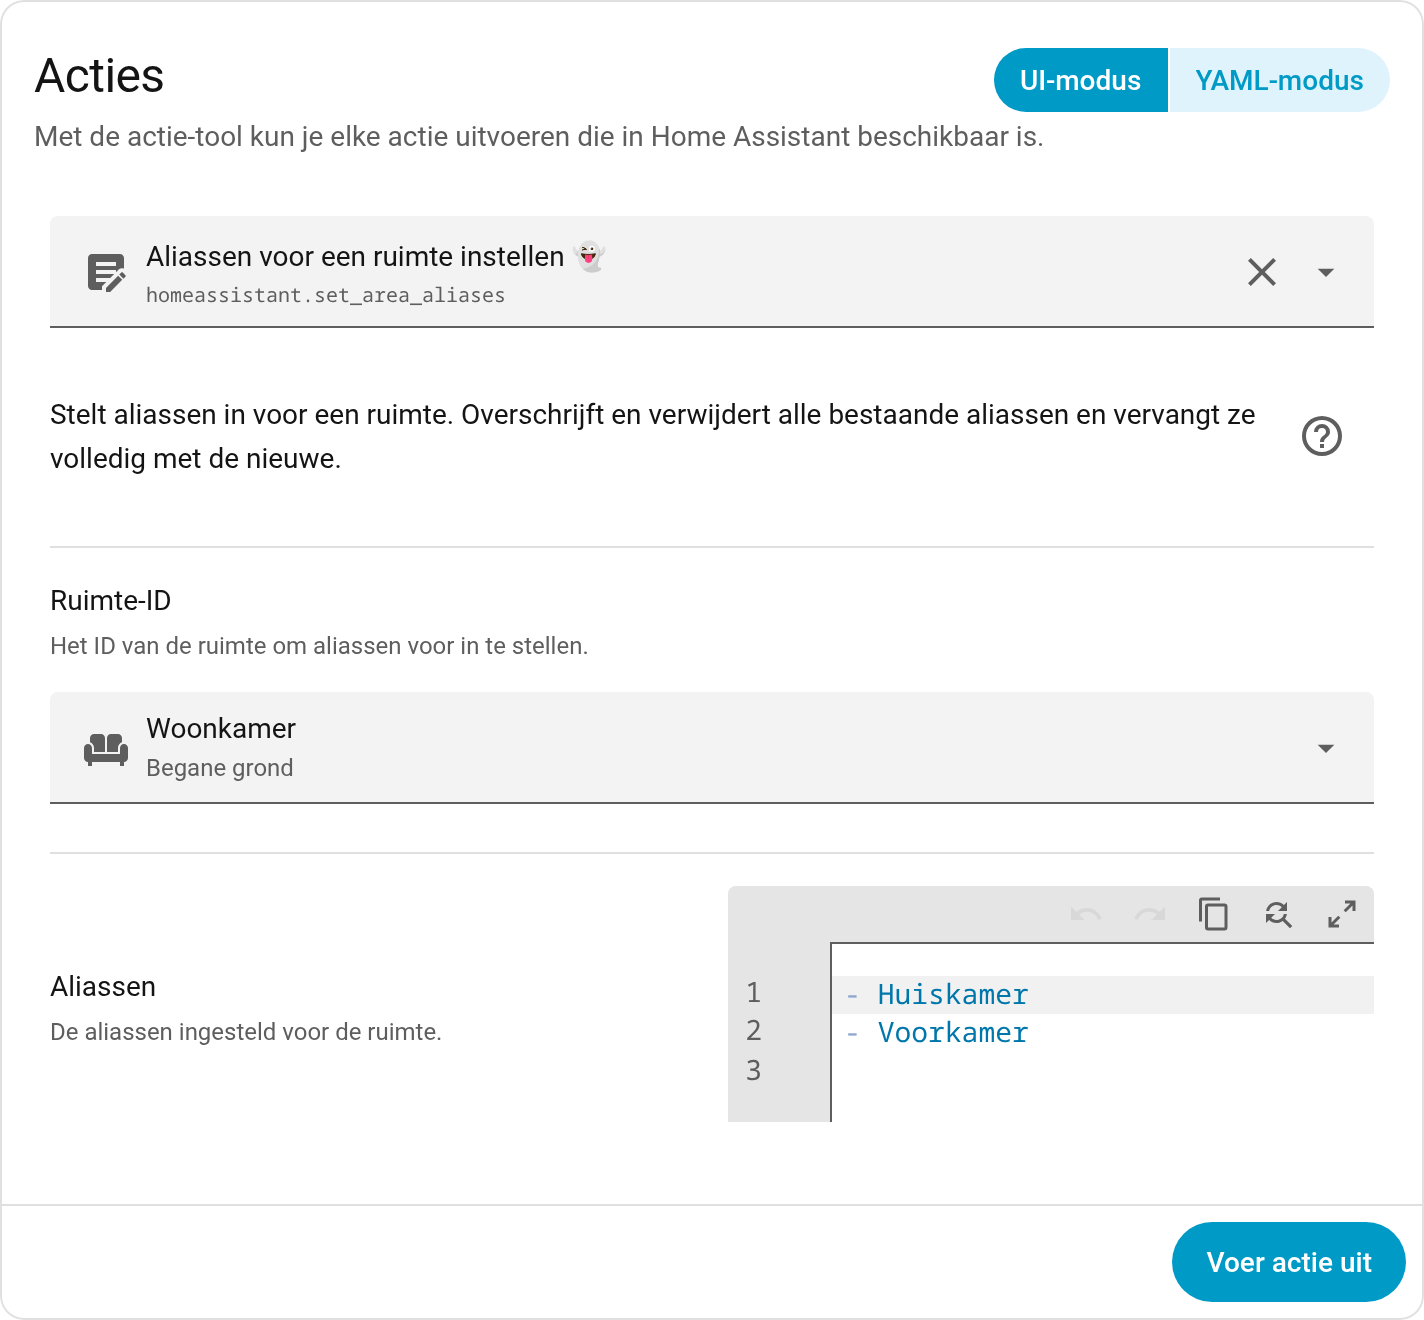 Acties
UI-modus
YAML-modus
Met de actie-tool kun je elke actie uitvoeren die in Home Assistant beschikbaar is.
Aliassen voor een ruimte instellen 👻
homeassistant.set_area_aliases
Stelt aliassen in voor een ruimte. Overschrijft en verwijdert alle bestaande aliassen en vervangt ze
volledig met de nieuwe.
Ruimte-ID
Het ID van de ruimte om aliassen voor in te stellen.
Woonkamer
Begane grond
Aliassen
De aliassen ingesteld voor de ruimte.
1 - Huiskamer
2 - Voorkamer
3
Voer actie uit